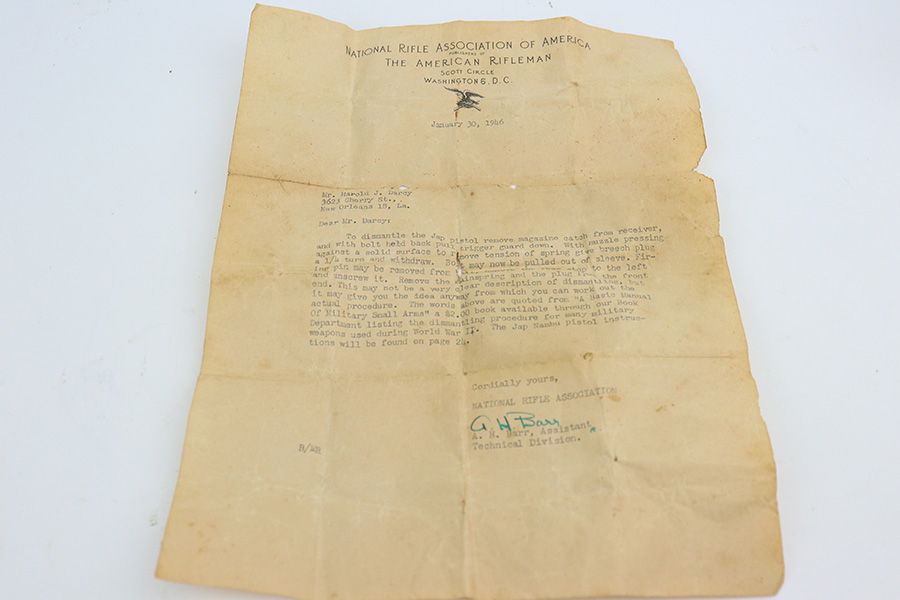 NATIONAL RIFLE ASSOCIATION OF AMERICA
PUBLISHERS OF
THE AMERICAN RIFLEMAN
SCOTT CIRCLE
WASHINGTON 6, D.C.
January 30, 1946
Mr. Harold J. Darcy
3623 Gharry St.,
New Orleans 18, La.
Dear Mr. Darcy:
To dismantle the Jap pistol remove magazine catch from receiver,
and with bolt held back pull trigger guard down. With muzzle pressing
against a solid surface to remove tension of spring give breech plug
a 1/4 turn and withdraw. Bolt may now be pulled out of sleeve. Fir-
ing pin may be removed from stop to the left
and unscrew it. Remove the mainspring and the plug from the front
end. This may not be a very clear description of dismantling, but
it may give you the idea anyway from which you can work out the
actual procedure. The words above are quoted from "A Basic Manual
Of Military Small Arms" a $2.00 book available through our Book
Department listing the dismantling procedure for many military
weapons used during World War II. The Jap Nambu pistol instruc-
tions will be found on page 24.
Cordially yours,
NATIONAL RIFLE ASSOCIATION
A H Barr
A. H. Barr, Assistant
Technical Division.